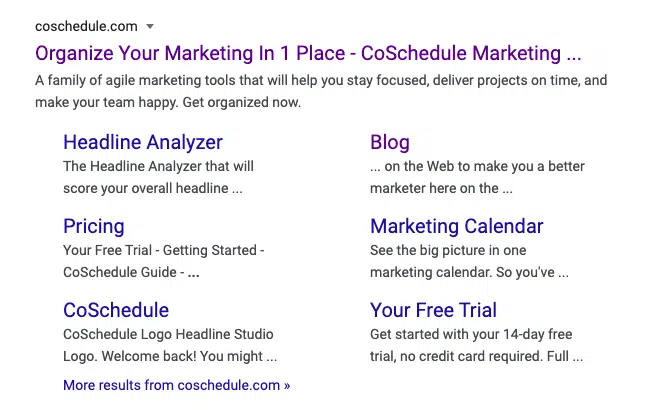 coschedule.com
Organize Your Marketing In 1 Place - CoSchedule Marketing ...
A family of agile marketing tools that will help you stay focused, deliver projects on time, and
make your team happy. Get organized now.
Headline Analyzer
The Headline Analyzer that will
score your overall headline ...
Blog
... on the Web to make you a better
marketer here on the ...
Pricing
Your Free Trial - Getting Started -
CoSchedule Guide - ...
Marketing Calendar
See the big picture in one
marketing calendar. So you've ...
CoSchedule
CoSchedule Logo Headline Studio
Logo. Welcome back! You might ...
Your Free Trial
Get started with your 14-day free
trial, no credit card required. Full ...
More results from coschedule.com »